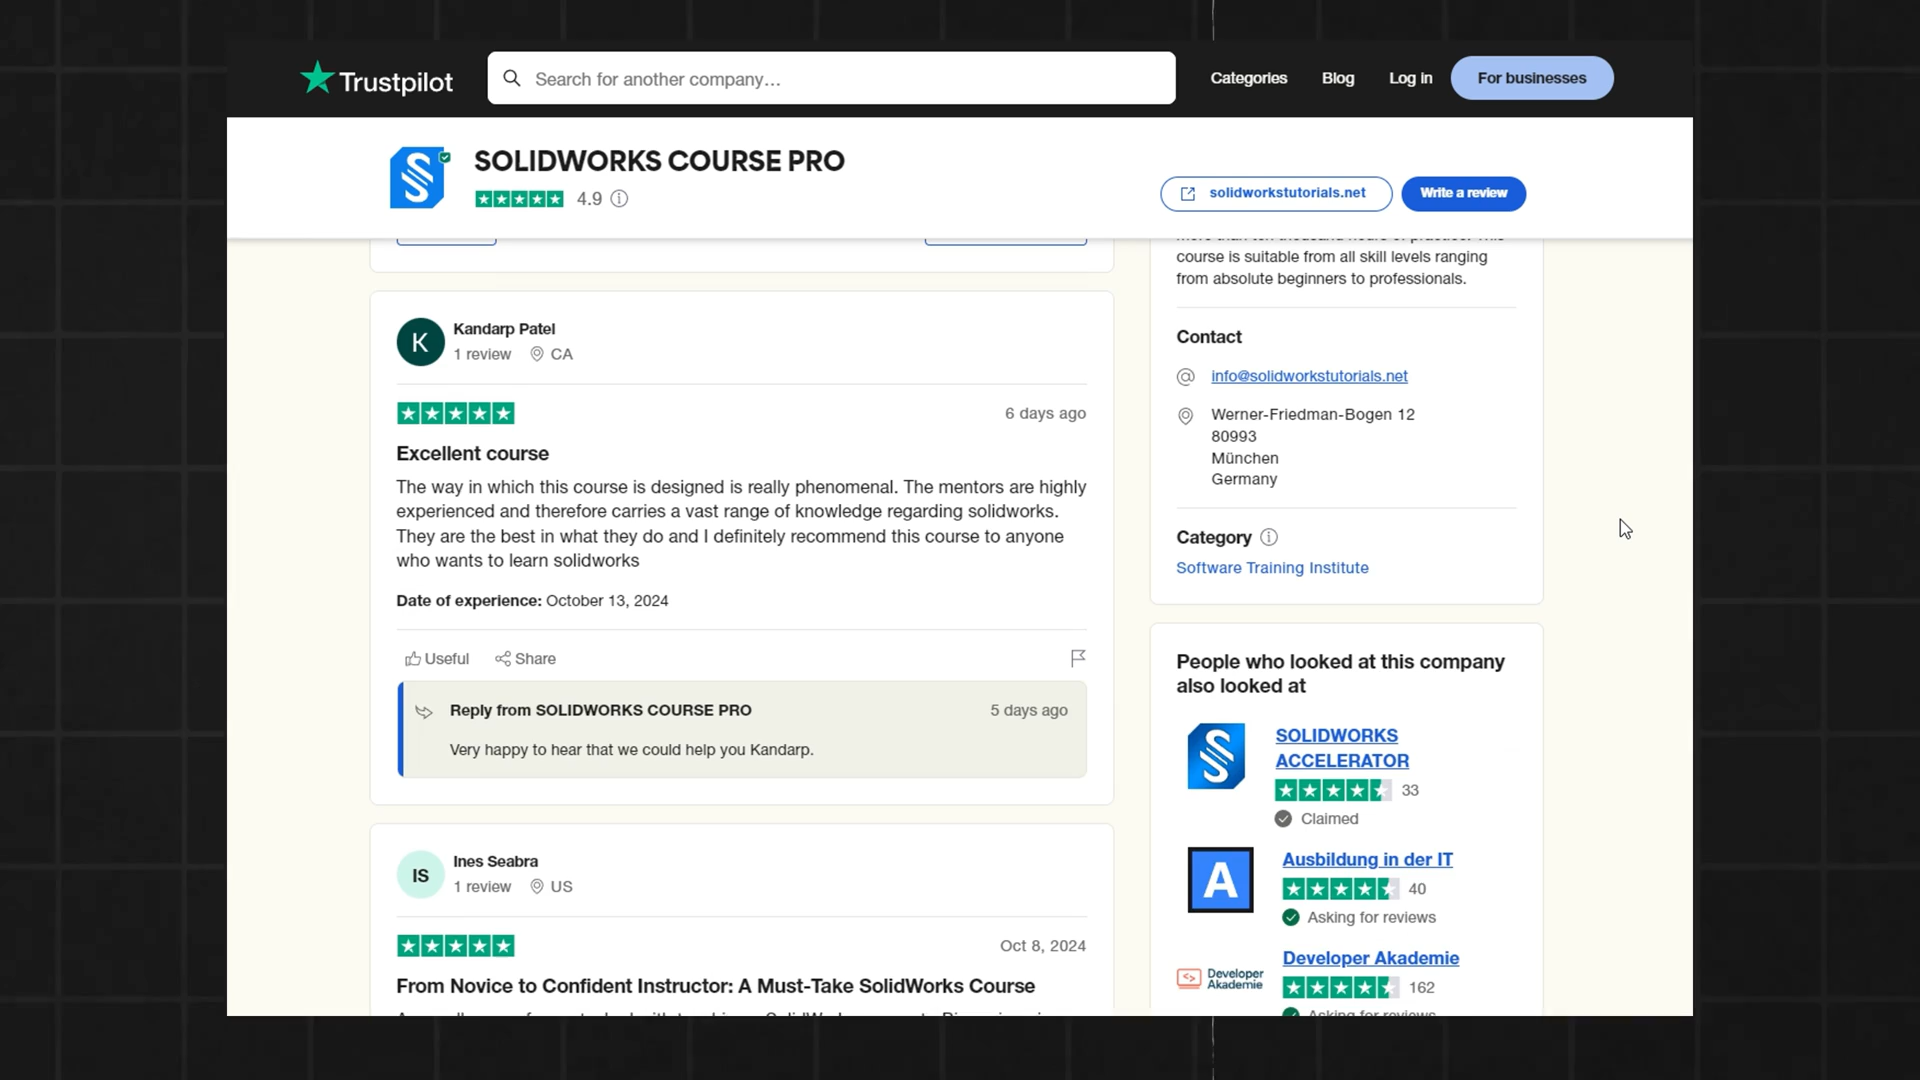 Trustpilot
Search for another company…
Categories
Blog
Log in
For businesses
SOLIDWORKS COURSE PRO
4.9
solidworkstutorials.net
Write a review
Kandarp Patel
1 review CA
6 days ago
Excellent course
The way in which this course is designed is really phenomenal. The mentors are highly
experienced and therefore carries a vast range of knowledge regarding solidworks.
They are the best in what they do and I definitely recommend this course to anyone
who wants to learn solidworks
Date of experience: October 13, 2024
Useful Share
Reply from SOLIDWORKS COURSE PRO
5 days ago
Very happy to hear that we could help you Kandarp.
IS
Ines Seabra
1 review US
Oct 8, 2024
From Novice to Confident Instructor: A Must-Take SolidWorks Course
course is suitable from all skill levels ranging
from absolute beginners to professionals.
Contact
info@solidworkstutorials.net
Werner-Friedman-Bogen 12
80993
München
Germany
Category
Software Training Institute
People who looked at this company
also looked at
SOLIDWORKS
ACCELERATOR
33
Claimed
A
Ausbildung in der IT
40
Asking for reviews
Developer
Akademie
Developer Akademie
162
Asking for reviews